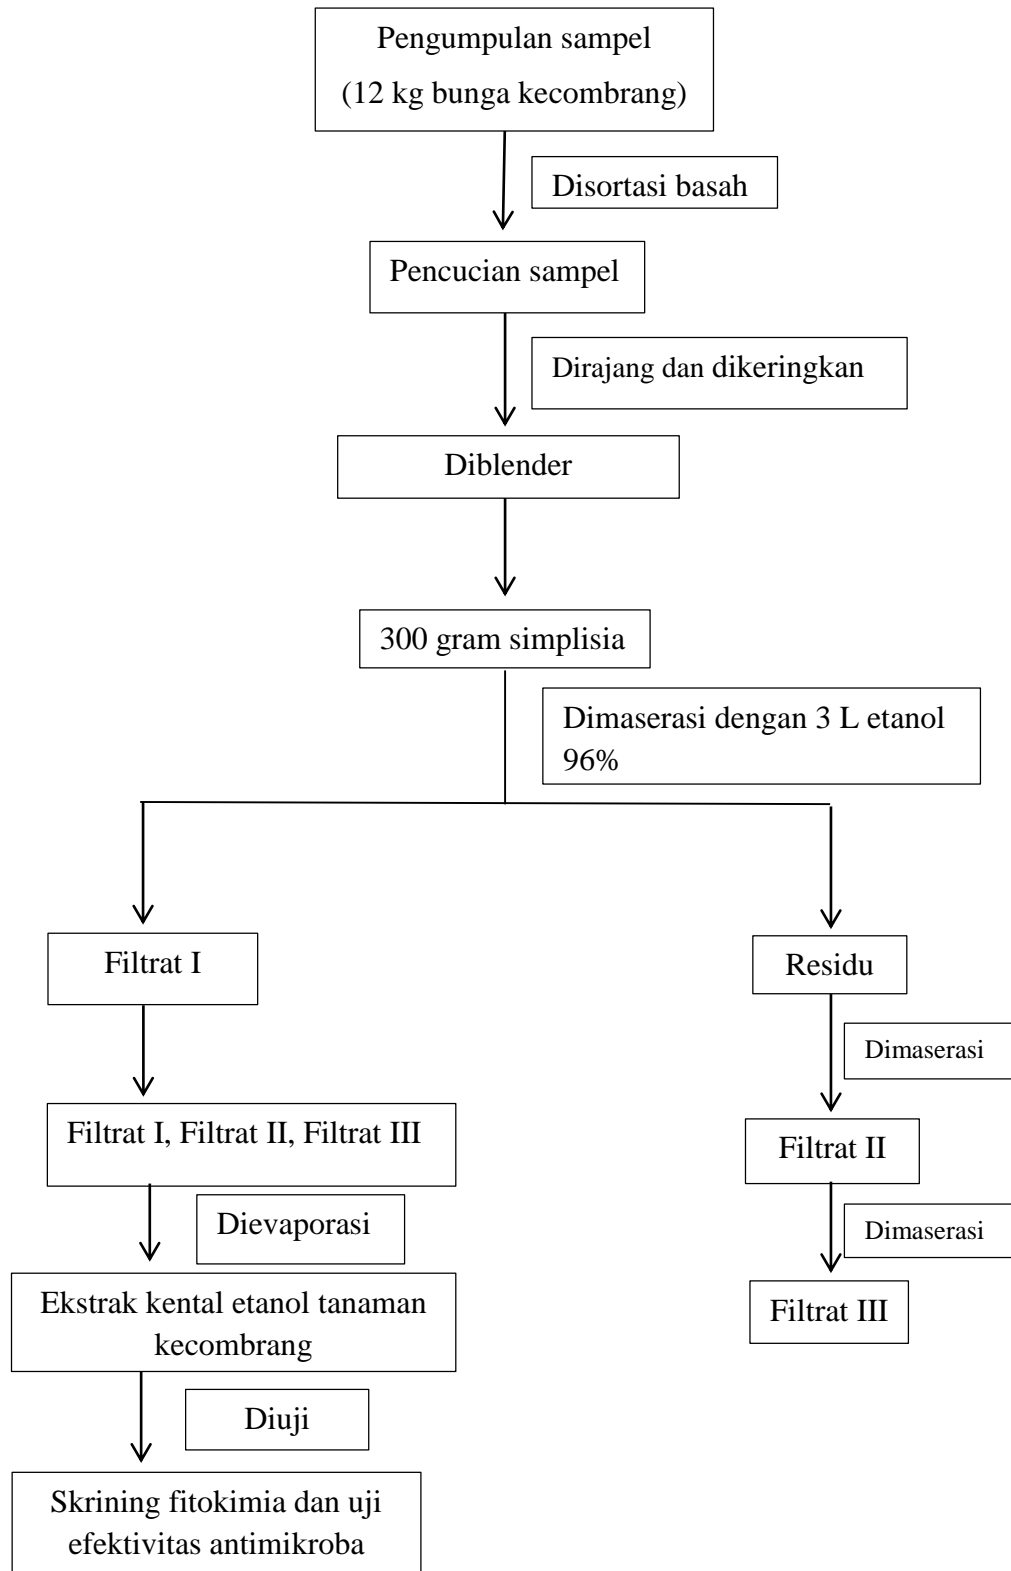 Pengumpulan sampel
(12 kg bunga kecombrang)
Disortasi basah
Pencucian sampel
Dirajang dan dikeringkan
Diblender
300 gram simplisia
Dimaserasi dengan 3 L etanol
96%
Filtrat I
Residu
Dimaserasi
Filtrat I, Filtrat II, Filtrat III
Filtrat II
Dievaporasi
Dimaserasi
Ekstrak kental etanol tanaman
kecombrang
Filtrat III
Diuji
Skrining fitokimia dan uji
efektivitas antimikroba